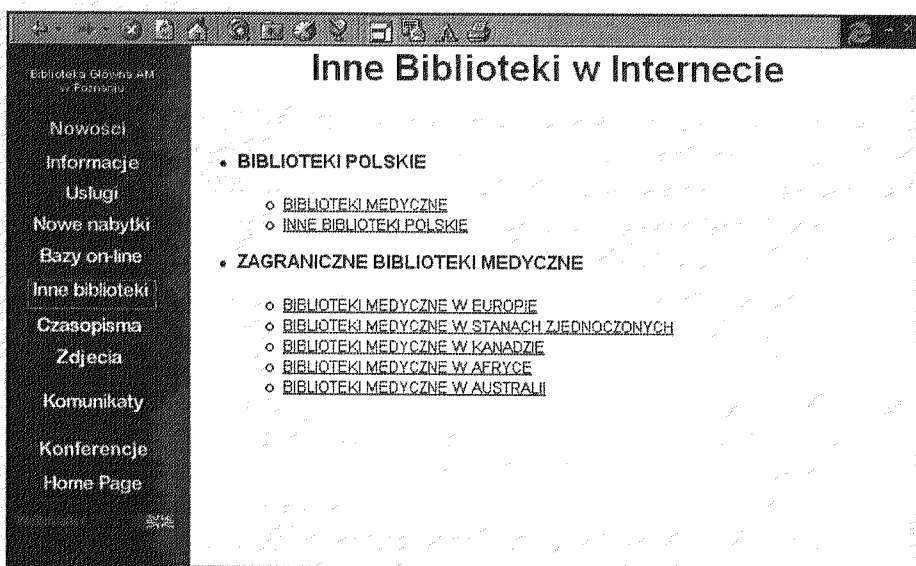 Biblioteka Główna AM
w Poznaniu
Nowości
Informacje
Usługi
Nowe nabytki
Bazy on-line
Inne biblioteki
Czasopisma
Zdjecia
Komunikaty
Konferencje
Home Page
Inne Biblioteki w Internecie
• BIBLIOTEKI POLSKIE
o BIBLIOTEKI MEDYCZNE
o INNE BIBLIOTEKI POLSKIE
• ZAGRANICZNE BIBLIOTEKI MEDYCZNE
o BIBLIOTEKI MEDYCZNE W EUROPIE
o BIBLIOTEKI MEDYCZNE W STANACH ZJEDNOCZONYCH
o BIBLIOTEKI MEDYCZNE W KANADZIE
o BIBLIOTEKI MEDYCZNE W AFRYCE
o BIBLIOTEKI MEDYCZNE W AUSTRALII